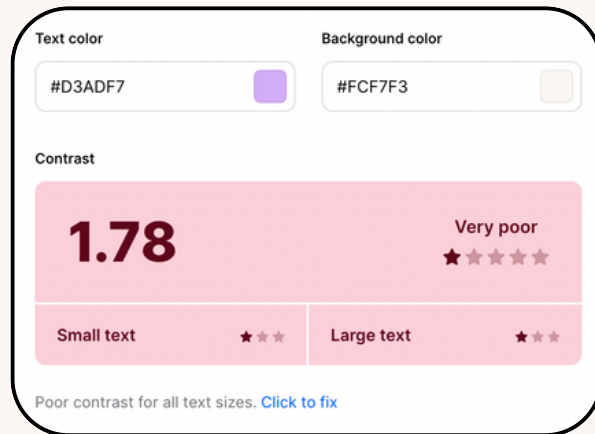 Text color
Background color
#D3ADF7
#FCF7F3
Contrast
1.78
Very poor
Small text
Large text
Poor contrast for all text sizes. Click to fix